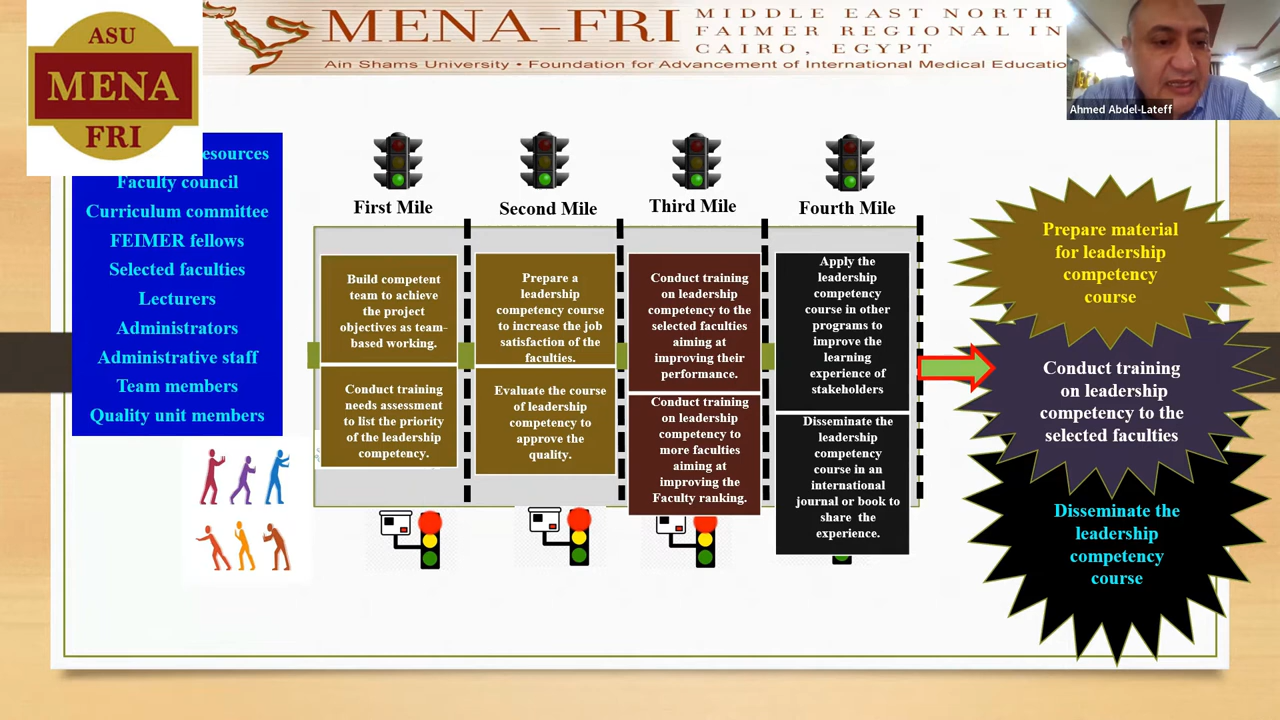 ASU
MENA
FRI
MENA-FRI
MIDDLE EAST NORTH
FAIMER REGIONAL IN
CAIRO, EGYPT
Ain Shams University • Foundation for Advancement of International Medical Educatio
Ahmed Abdel-Lateff
esources
Faculty council
Curriculum committee
FEIMER fellows
Selected faculties
Lecturers
Administrators
Administrative staff
Team members
Quality unit members
First Mile
Build competent
team to achieve
the project
objectives as team-
based working.
Conduct training
needs assessment
to list the priority
of the leadership
competency.
Second Mile
Prepare a
leadership
competency course
to increase the job
satisfaction of the
faculties.
Evaluate the course
of leadership
competency to
approve the
quality.
Third Mile
Conduct training
on leadership
competency to the
selected faculties
aiming at
improving their
performance.
Conduct training
on leadership
competency to
more faculties
aiming at
improving the
Faculty ranking.
Fourth Mile
Apply the
leadership
competency
course in other
programs to
improve the
learning
experience of
stakeholders
Disseminate the
leadership
competency
course in an
international
journal or book to
share the
experience.
Prepare material
for leadership
competency
course
Conduct training
on leadership
competency to the
selected faculties
Disseminate the
leadership
competency
course